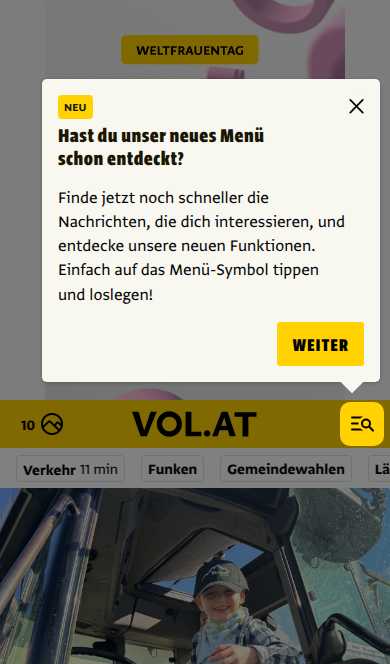 WELTFRAUENTAG
NEU
Hast du unser neues Menü
schon entdeckt?
Finde jetzt noch schneller die
Nachrichten, die dich interessieren, und
entdecke unsere neuen Funktionen.
Einfach auf das Menü-Symbol tippen
und loslegen!
WEITER
10 VOL.AT
Verkehr 11 min Funken Gemeindewahlen Lä